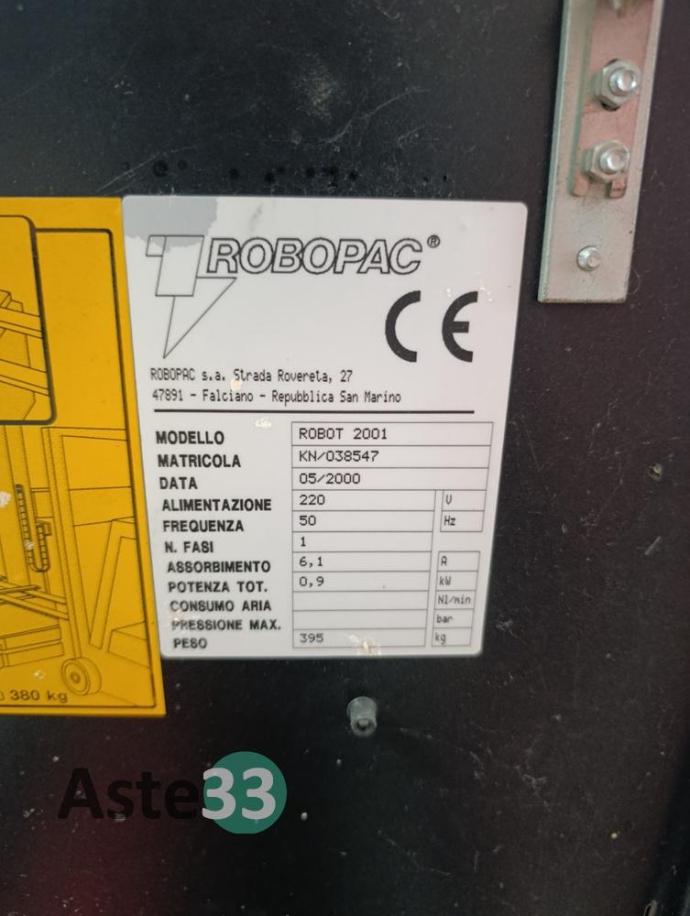 ROBOPAC®
CE
ROBOPAC s.a. Strada Rovereta, 27
47891 - Falciano - Repubblica San Marino
MODELLO ROBOT 2001
MATRICOLA KN/038547
DATA 05/2000
ALIMENTAZIONE 220 V
FREQUENZA 50 Hz
N. FASI 1
ASSORBIMENTO 6,1 A
POTENZA TOT. 0,9 kW
CONSUMO ARIA Nl/min
PRESSIONE MAX. bar
PESO 395 kg
380 kg
Aste33